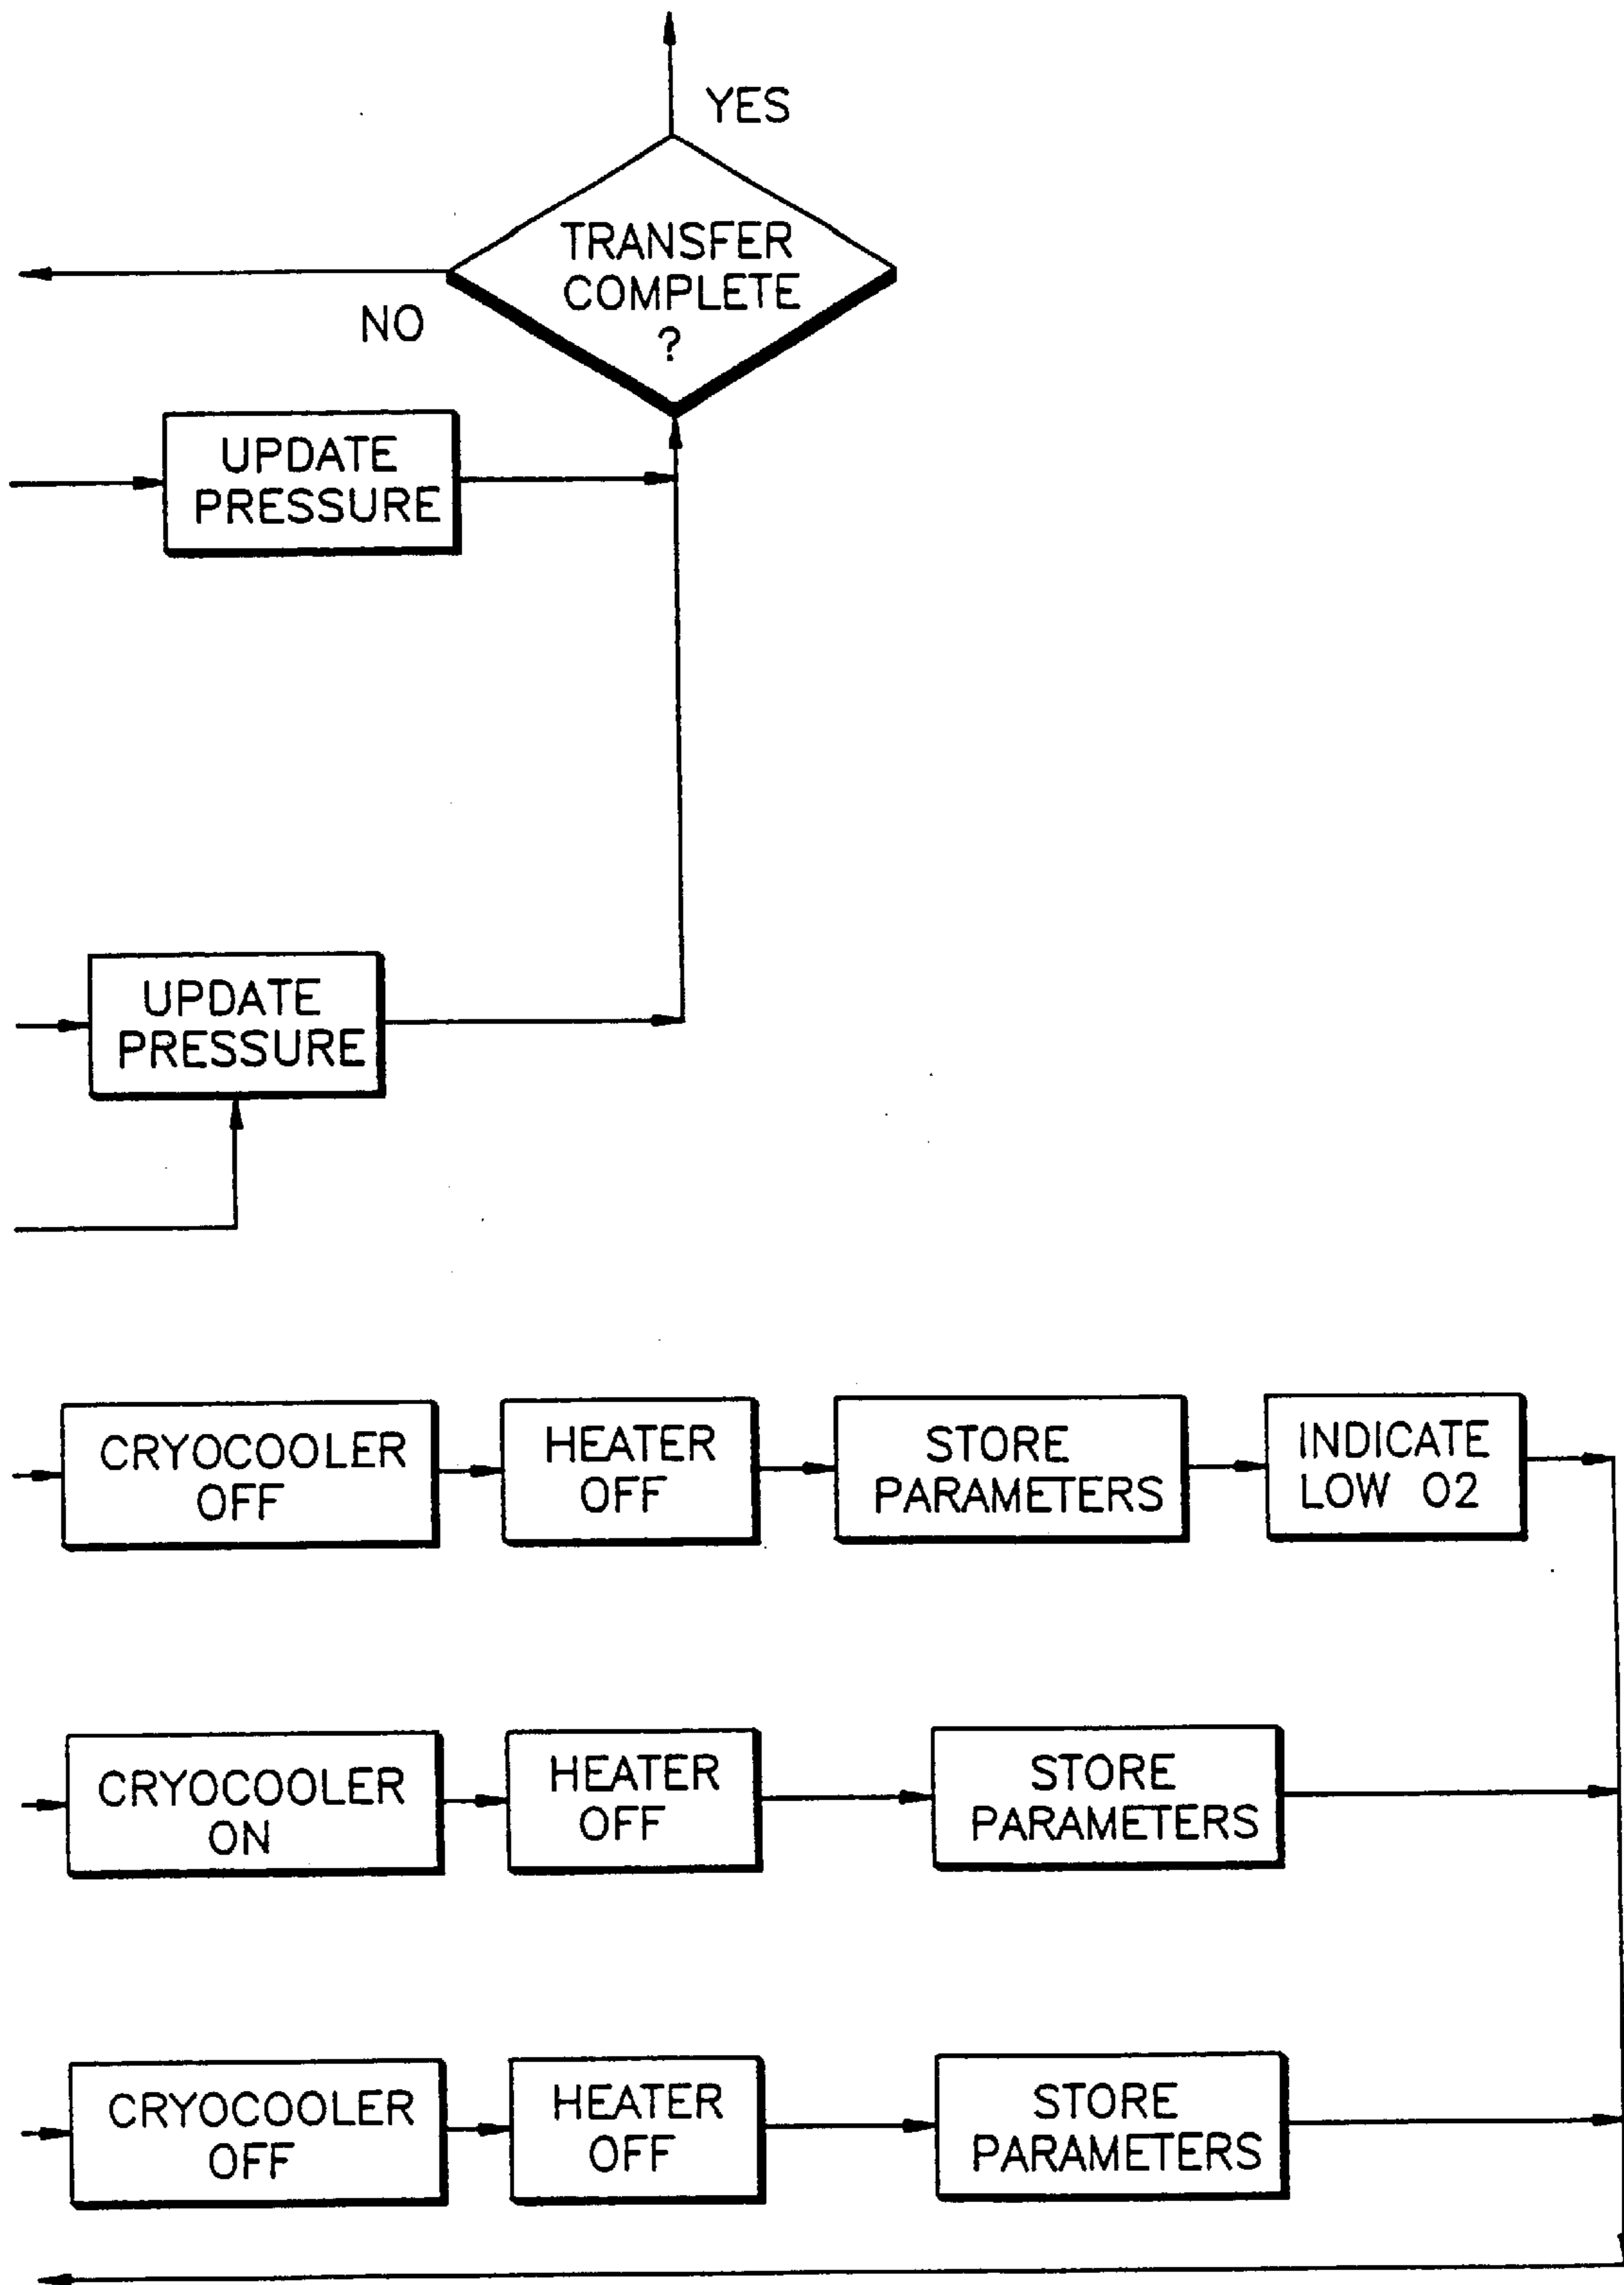 YES
TRANSFER
COMPLETE
?
NO
UPDATE
PRESSURE
UPDATE
PRESSURE
CRYOCOOLER
OFF
HEATER
OFF
STORE
PARAMETERS
INDICATE
LOW O2
CRYOCOOLER
ON
HEATER
OFF
STORE
PARAMETERS
CRYOCOOLER
OFF
HEATER
OFF
STORE
PARAMETERS